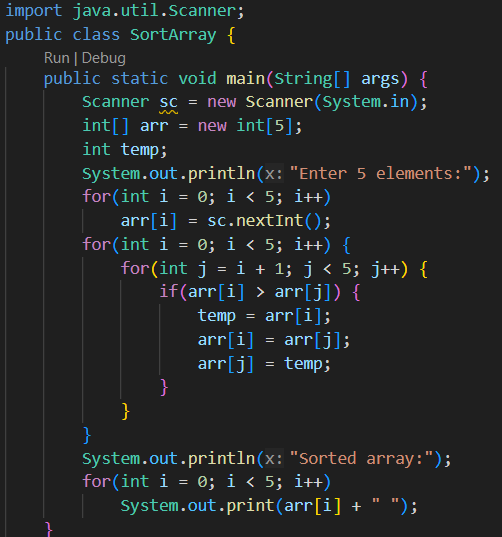 import java.util.Scanner;
public class SortArray {
Run | Debug
    public static void main(String[] args) {
        Scanner sc = new Scanner(System.in);
        int[] arr = new int[5];
        int temp;
        System.out.println(x: "Enter 5 elements:");
        for(int i = 0; i < 5; i++)
            arr[i] = sc.nextInt();
        for(int i = 0; i < 5; i++) {
            for(int j = i + 1; j < 5; j++) {
                if(arr[i] > arr[j]) {
                    temp = arr[i];
                    arr[i] = arr[j];
                    arr[j] = temp;
                }
            }
        }
        System.out.println(x: "Sorted array:");
        for(int i = 0; i < 5; i++)
            System.out.print(arr[i] + " ");
    }